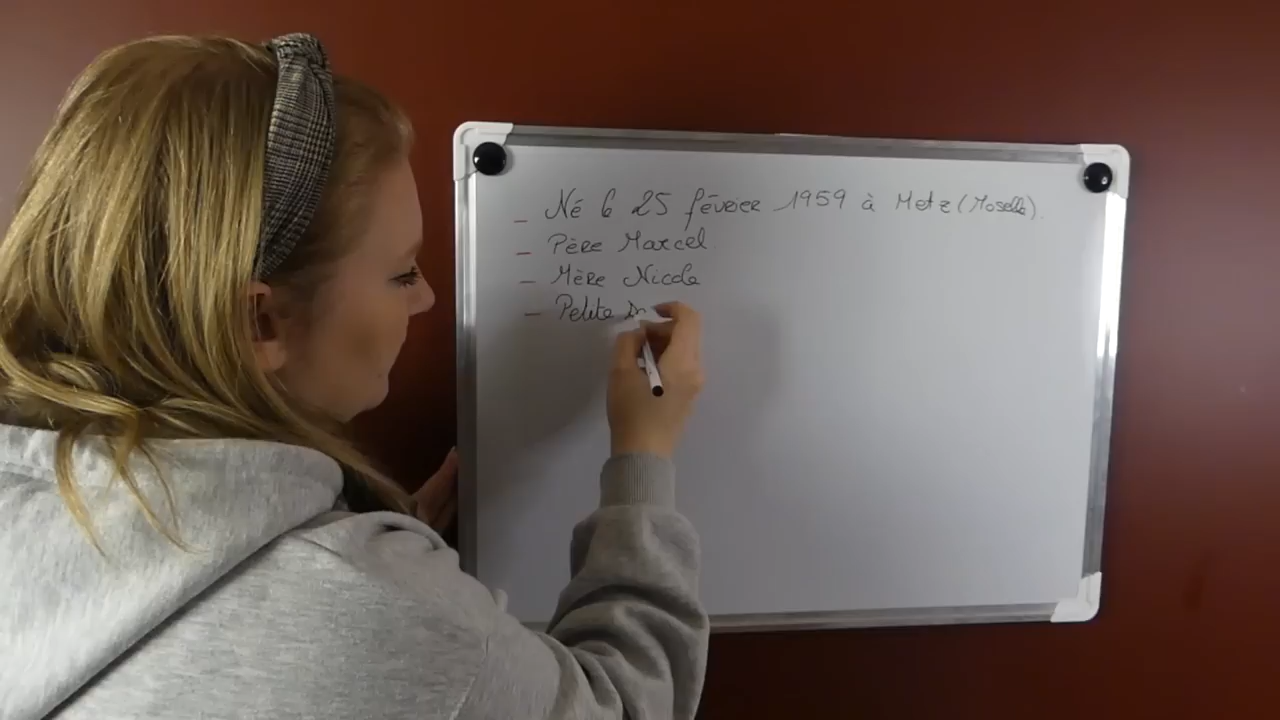 - Né le 25 février 1959 à Metz (Moselle).
- Père Marcel.
- Mère Nicole
- Petite